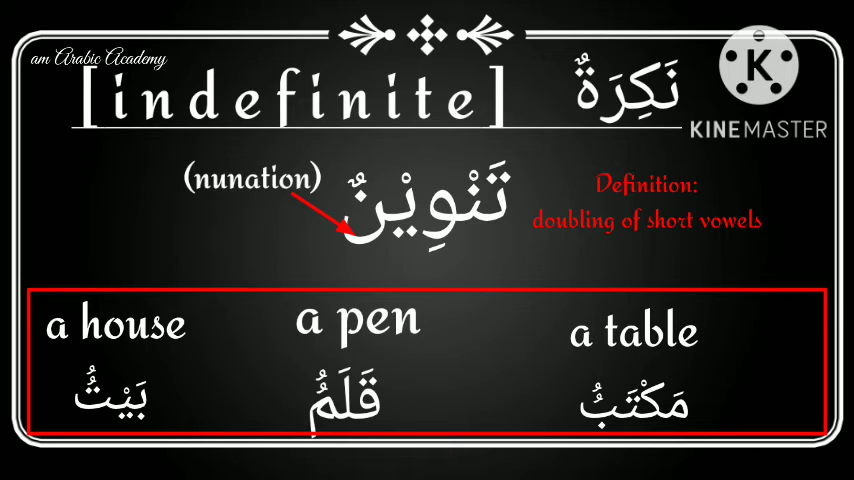 am Arabic Academy
[indefinite] نَكِرَةٌ
K
KINEMASTER
(nunation) تَنْوِيْنٌ
Definition:
doubling of short vowels
a house a pen a table
بَيْتُُ قَلَمُُ مَكْتَبُُ